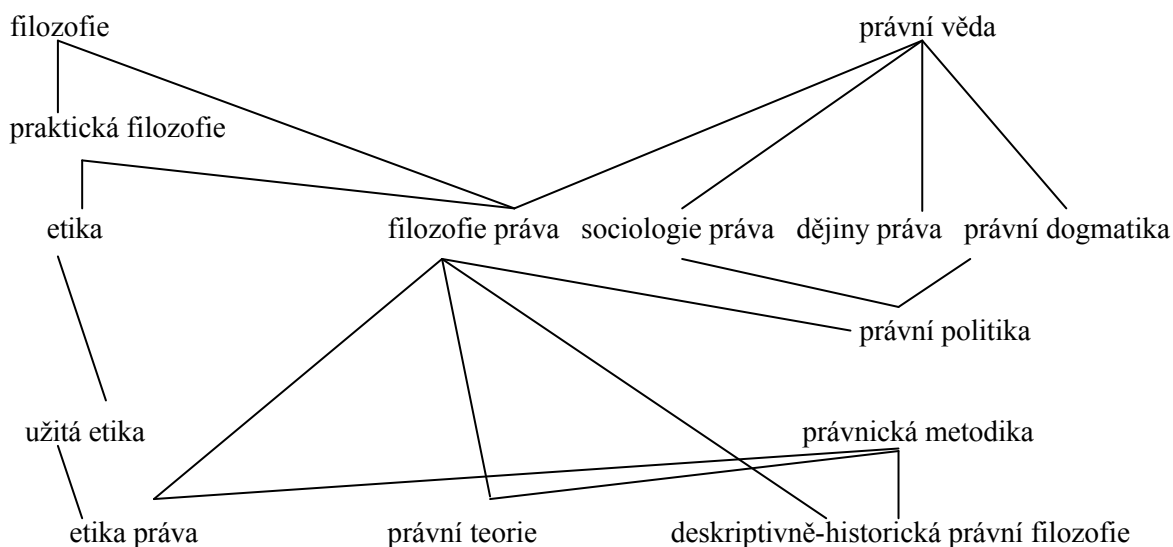 filozofie právní věda
praktická filozofie
etika filozofie práva sociologie práva dějiny práva právní dogmatika
právní politika
užitá etika právnická metodika
etika práva právní teorie deskriptivně-historická právní filozofie